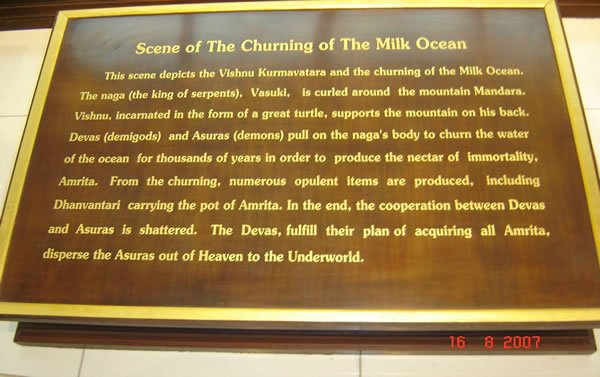 Scene of The Churning of The Milk Ocean
This scene depicts the Vishnu Kurmavatara and the churning of the Milk Ocean.
The naga (the king of serpents), Vasuki, is curled around the mountain Mandara.
Vishnu, incarnated in the form of a great turtle, supports the mountain on his back.
Devas (demigods) and Asuras (demons) pull on the naga's body to churn the water
of the ocean for thousands of years in order to produce the nectar of immortality,
Amrita. From the churning, numerous opulent items are produced, including
Dhanvantari carrying the pot of Amrita. In the end, the cooperation between Devas
and Asuras is shattered. The Devas, fulfill their plan of acquiring all Amrita,
disperse the Asuras out of Heaven to the Underworld.
16 8 2007